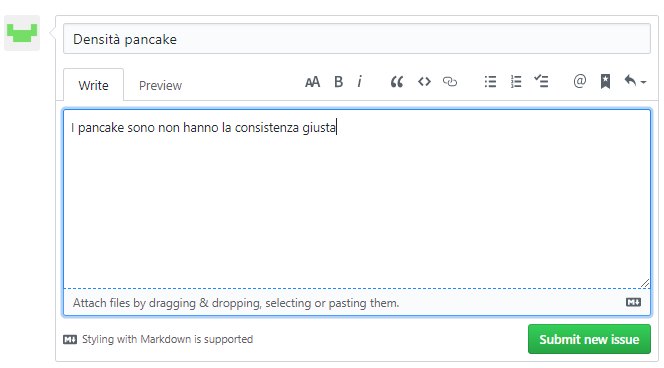 Densità pancake
Write Preview AA B i @
I pancake sono non hanno la consistenza giusta
Attach files by dragging & dropping, selecting or pasting them.
Styling with Markdown is supported
Submit new issue